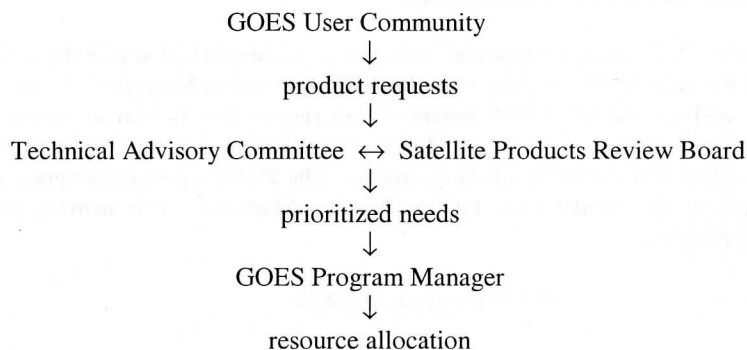 GOES User Community
↓
product requests
↓
Technical Advisory Committee ↔ Satellite Products Review Board
↓
prioritized needs
↓
GOES Program Manager
↓
resource allocation